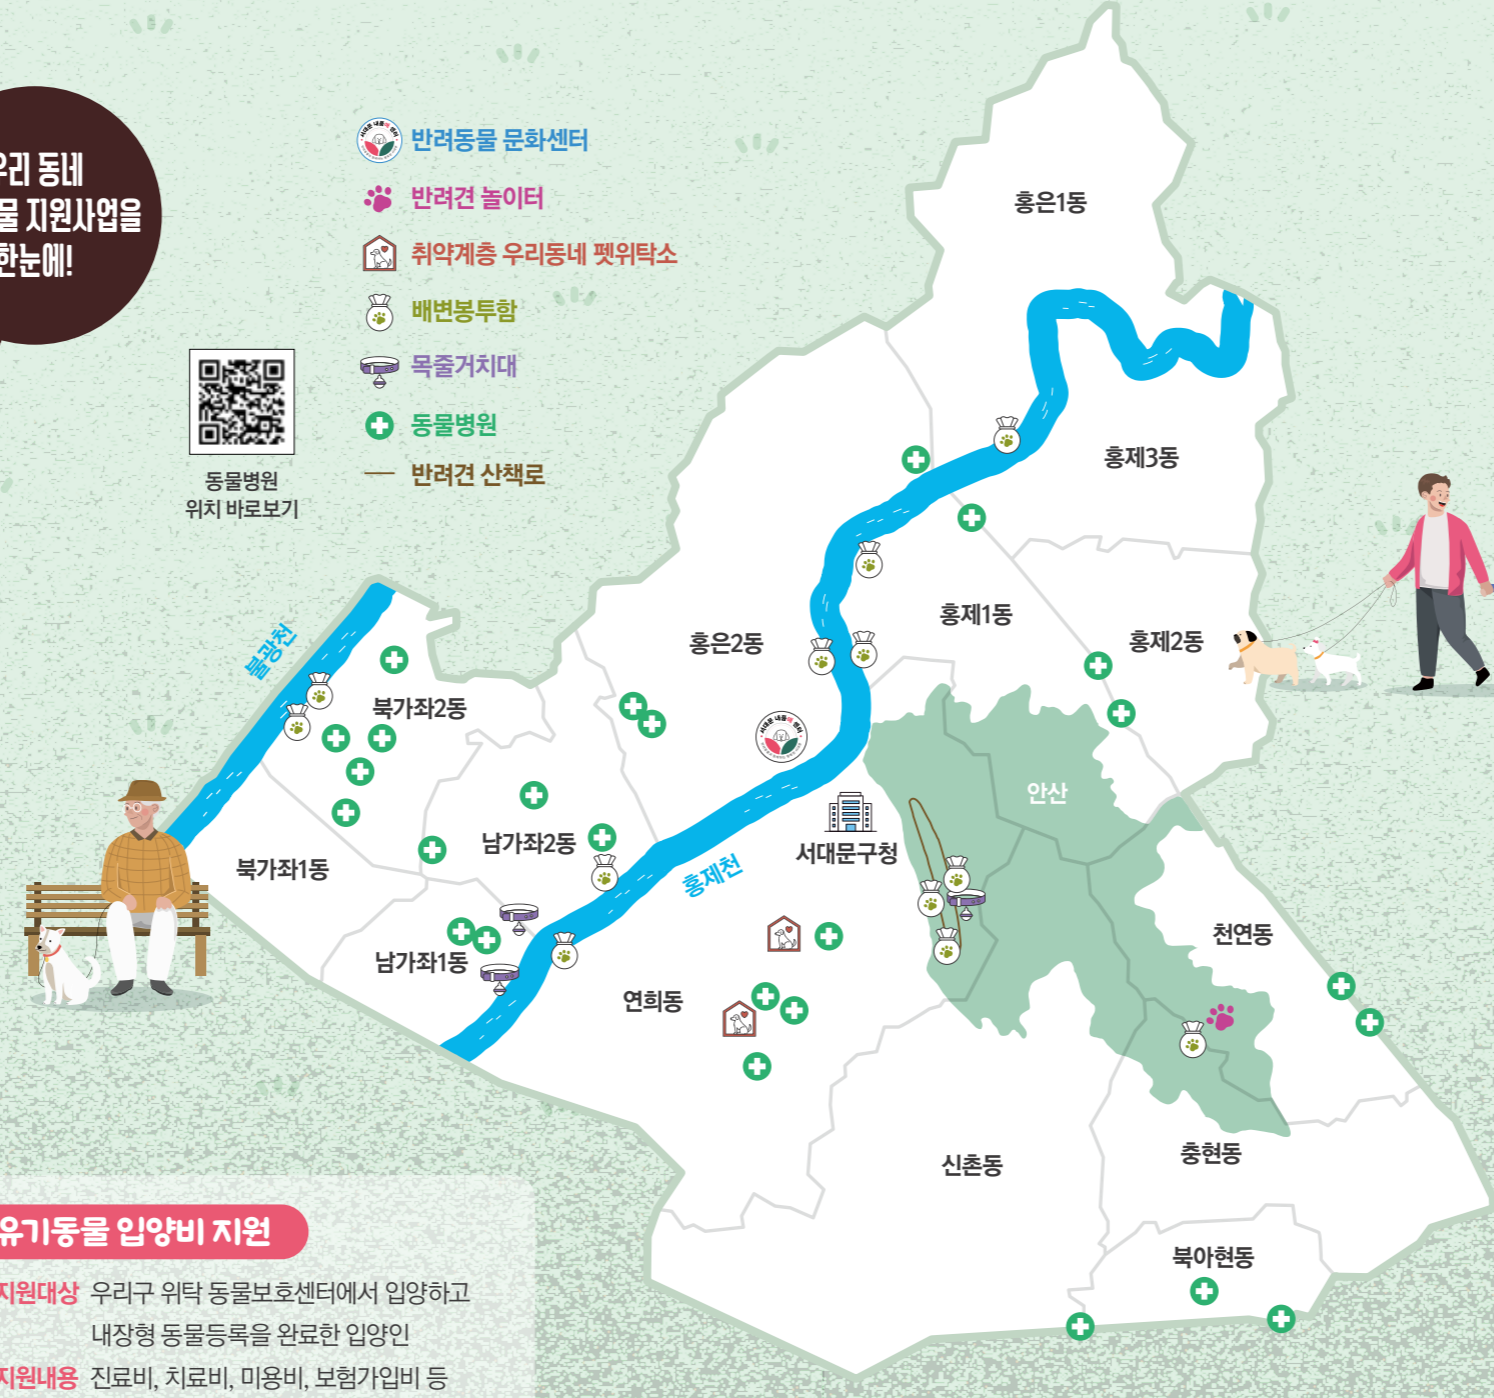 우리 동네
물 지원사업을
한눈에!
반려동물 문화센터
반려견 놀이터
취약계층 우리동네 펫위탁소
배변봉투함
목줄거치대
동물병원
반려견 산책로
동물병원
위치 바로보기
홍은1동
홍제3동
홍제1동
홍제2동
홍은2동
불광천
북가좌2동
안산
서대문구청
남가좌2동
홍제천
북가좌1동
천연동
남가좌1동
연희동
신촌동
충현동
북아현동
유기동물 입양비 지원
지원대상 우리구 위탁 동물보호센터에서 입양하고
내장형 동물등록을 완료한 입양인
지원내용 진료비, 치료비, 미용비, 보험가입비 등